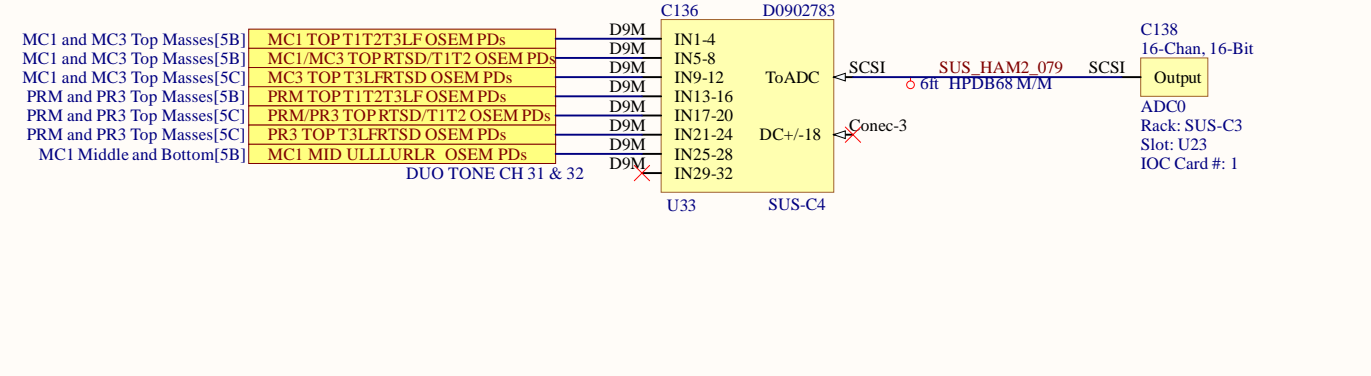 C136 D0902783
MC1 and MC3 Top Masses[5B] MC1 TOP T1T2T3LF OSEM PDs D9M IN1-4
MC1 and MC3 Top Masses[5B] MC1/MC3 TOP RTSD/T1T2 OSEM PDs D9M IN5-8
MC1 and MC3 Top Masses[5C] MC3 TOP T3LFRTSD OSEM PDs D9M IN9-12
PRM and PR3 Top Masses[5B] PRM TOP T1T2T3LF OSEM PDs D9M IN13-16
PRM and PR3 Top Masses[5C] PRM/PR3 TOP RTSD/T1T2 OSEM PDs D9M IN17-20
PRM and PR3 Top Masses[5C] PR3 TOP T3LFRTSD OSEM PDs D9M IN21-24
MC1 Middle and Bottom[5B] MC1 MID ULLLURLR OSEM PDs D9M IN25-28
DUO TONE CH 31 & 32 D9M IN29-32
ToADC SCSI SUS_HAM2_079 SCSI
6ft HPDB68 M/M
DC+/-18 Conec-3
U33 SUS-C4
C138
16-Chan, 16-Bit
Output
ADC0
Rack: SUS-C3
Slot: U23
IOC Card #: 1